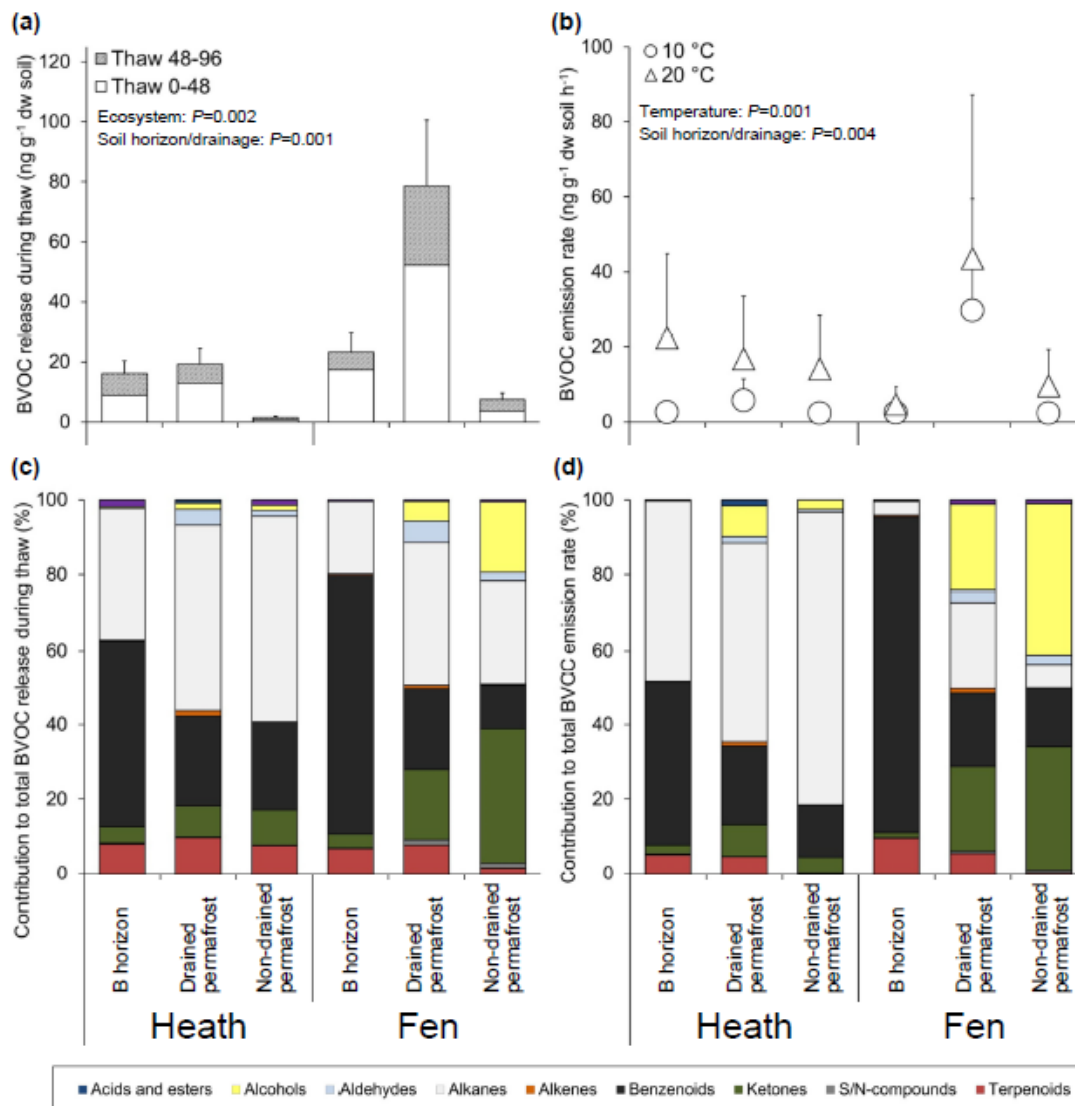 (a)
BVOC release during thaw (ng g⁻¹ dw soil)
120
100
80
60
40
20
0
Thaw 48-96
Thaw 0-48
Ecosystem: P=0.002
Soil horizon/drainage: P=0.001
(b)
BVOC emission rate (ng g⁻¹ dw soil h⁻¹)
100
80
60
40
20
0
10 °C
20 °C
Temperature: P=0.001
Soil horizon/drainage: P=0.004
(c)
Contribution to total BVOC release during thaw (%)
100
80
60
40
20
0
B horizon
Drained
permafrost
Non-drained
permafrost
B horizon
Drained
permafrost
Non-drained
permafrost
Heath
Fen
(d)
Contribution to total BVOC emission rate (%)
100
80
60
40
20
0
B horizon
Drained
permafrost
Non-drained
permafrost
B horizon
Drained
permafrost
Non-drained
permafrost
Heath
Fen
Acids and esters Alcohols Aldehydes Alkanes Alkenes Benzenoids Ketones S/N-compounds Terpenoids